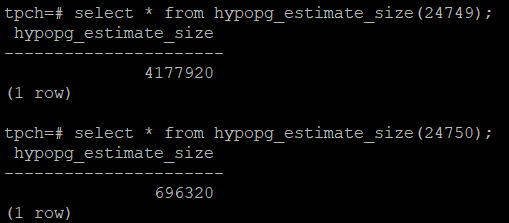 tpch=# select * from hypopg_estimate_size(24749);
 hypopg_estimate_size
----------------------
              4177920
(1 row)

tpch=# select * from hypopg_estimate_size(24750);
 hypopg_estimate_size
----------------------
               696320
(1 row)